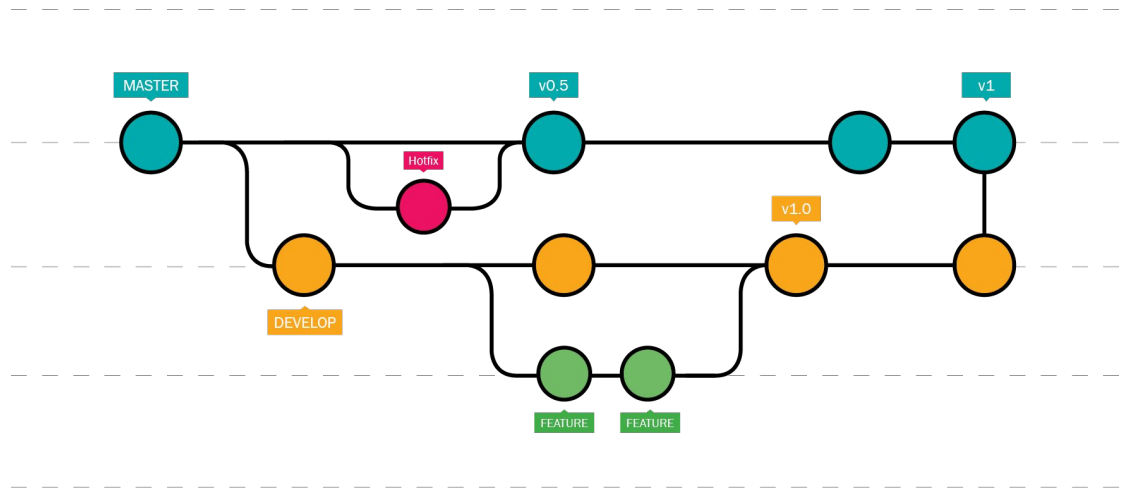 MASTER
v0.5
v1
Hotfix
v1.0
DEVELOP
FEATURE
FEATURE